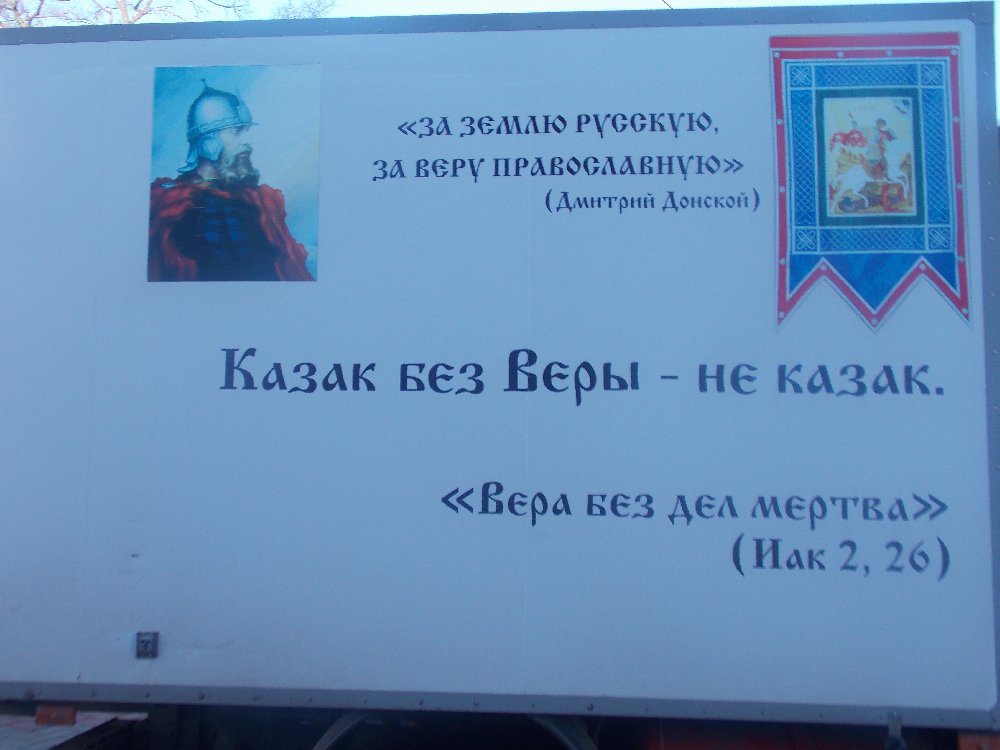 «ЗА ЗЕМЛЮ РУССКУЮ,
ЗА ВЕРУ ПРАВОСЛАВНУЮ»
(Дмитрий Донской)
Казак без Веры - не казак.
«Вера без дел мертва»
(Иак 2, 26)